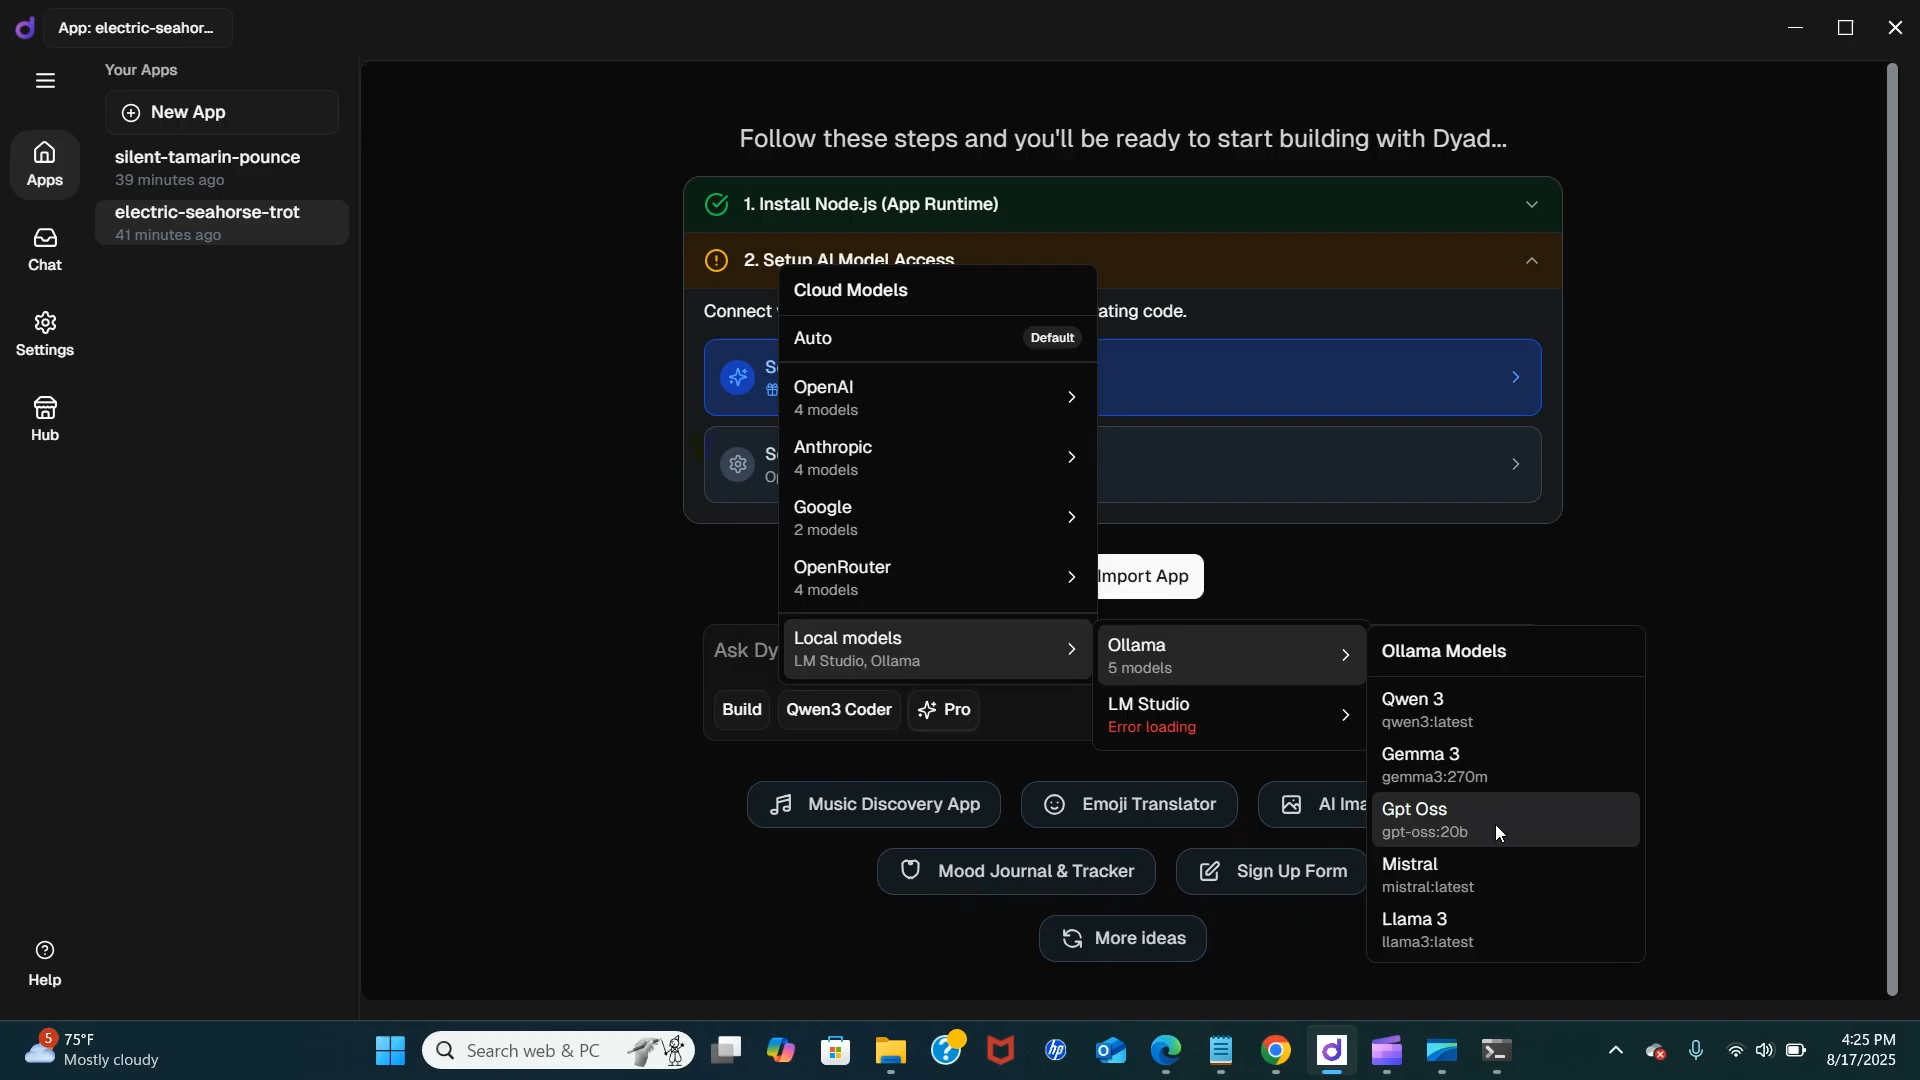 App: electric-seahor...
Your Apps
New App
silent-tamarin-pounce
39 minutes ago
electric-seahorse-trot
41 minutes ago
Apps
Chat
Settings
Hub
Help
Follow these steps and you'll be ready to start building with Dyad...
1. Install Node.js (App Runtime)
2. Setup AI Model Access
Connect
ating code.
Cloud Models
Auto
Default
OpenAI
4 models
Anthropic
4 models
Google
2 models
OpenRouter
4 models
Local models
LM Studio, Ollama
Import App
Ask Dy
Build
Qwen3 Coder
Pro
Ollama
5 models
LM Studio
Error loading
Ollama Models
Qwen 3
qwen3:latest
Gemma 3
gemma3:270m
Gpt Oss
gpt-oss:20b
Mistral
mistral:latest
Llama 3
llama3:latest
Music Discovery App
Emoji Translator
AI Ima
Mood Journal & Tracker
Sign Up Form
More ideas
5
75°F
Mostly cloudy
Search web & PC
4:25 PM
8/17/2025